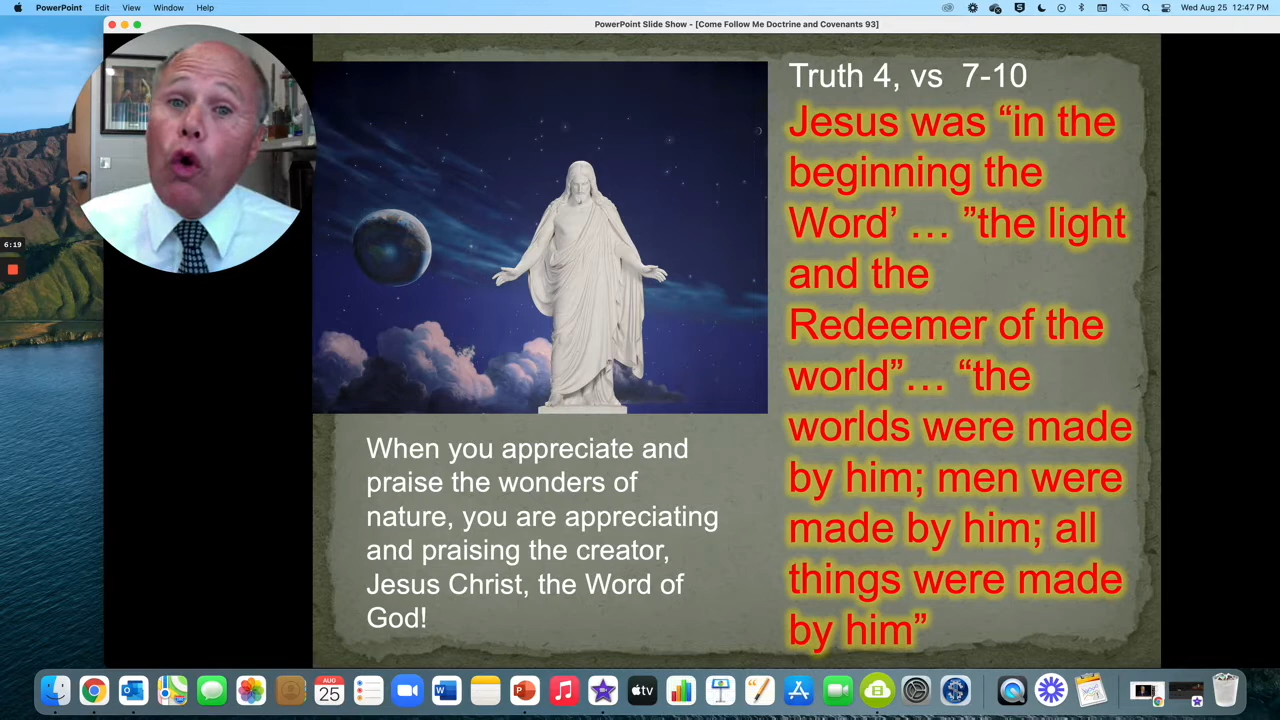 PowerPoint Edit View Window Help
Wed Aug 25 12:47 PM
PowerPoint Slide Show - [Come Follow Me Doctrine and Covenants 93]
6:19
Truth 4, vs 7-10
Jesus was “in the
beginning the
Word’ … ”the light
and the
Redeemer of the
world”… “the
worlds were made
by him; men were
made by him; all
things were made
by him”
When you appreciate and
praise the wonders of
nature, you are appreciating
and praising the creator,
Jesus Christ, the Word of
God!
AUG
25
tv